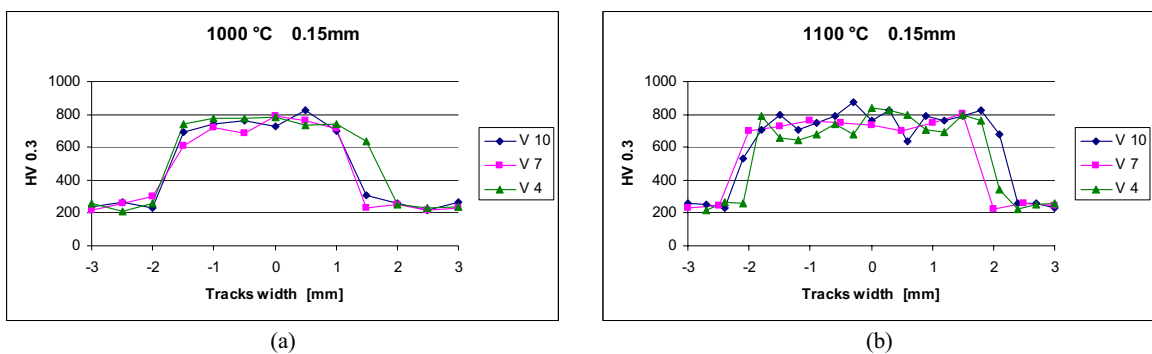 1000 °C 0.15mm
HV 0.3
1000
800
600
400
200
0
-3 -2 -1 0 1 2 3
Tracks width [mm]
V 10
V 7
V 4
(a)
1100 °C 0.15mm
HV 0.3
1000
800
600
400
200
0
-3 -2 -1 0 1 2 3
Tracks width [mm]
V 10
V 7
V 4
(b)